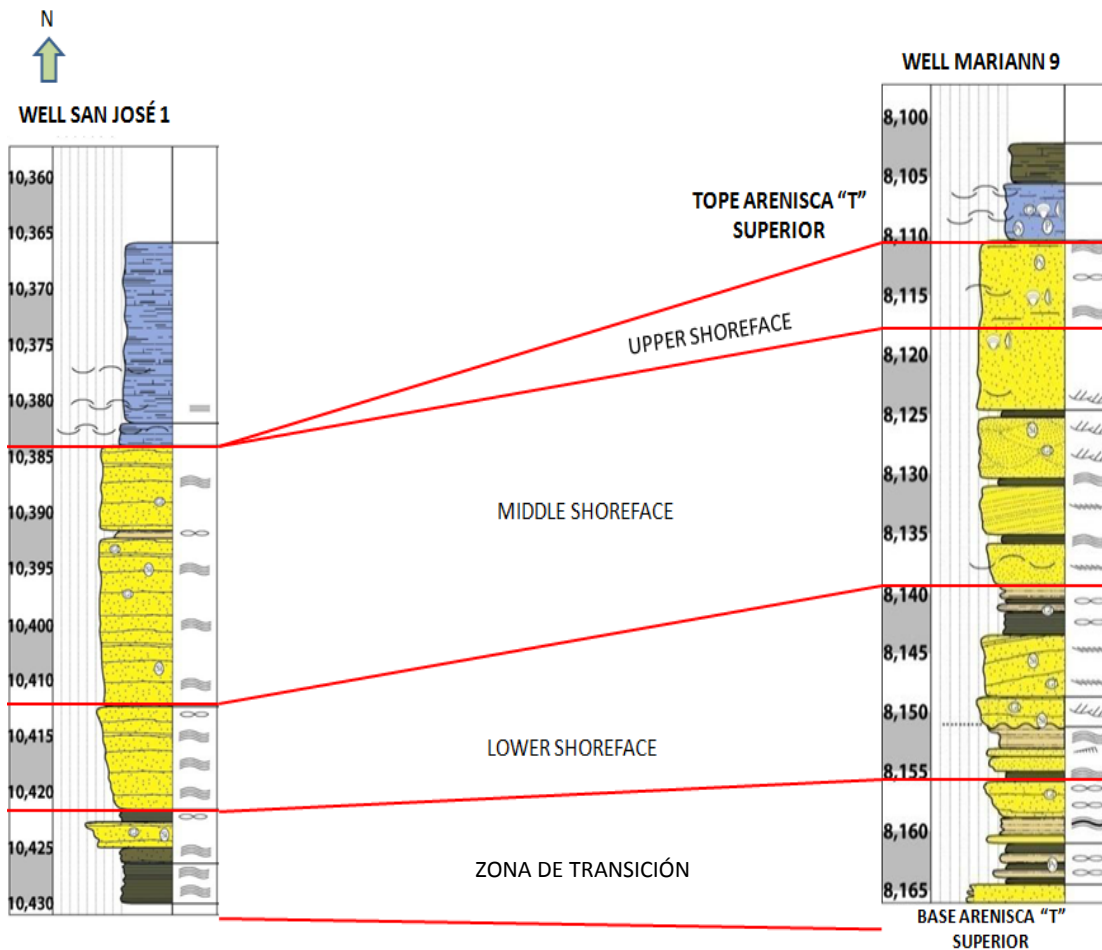 N
WELL SAN JOSÉ 1
10,360
10,365
10,370
10,375
10,380
10,385
10,390
10,395
10,400
10,410
10,415
10,420
10,425
10,430
TOPE ARENISCA “T”
SUPERIOR
UPPER SHOREFACE
MIDDLE SHOREFACE
LOWER SHOREFACE
ZONA DE TRANSICIÓN
WELL MARIANN 9
8,100
8,105
8,110
8,115
8,120
8,125
8,130
8,135
8,140
8,145
8,150
8,155
8,160
8,165
BASE ARENISCA “T”
SUPERIOR